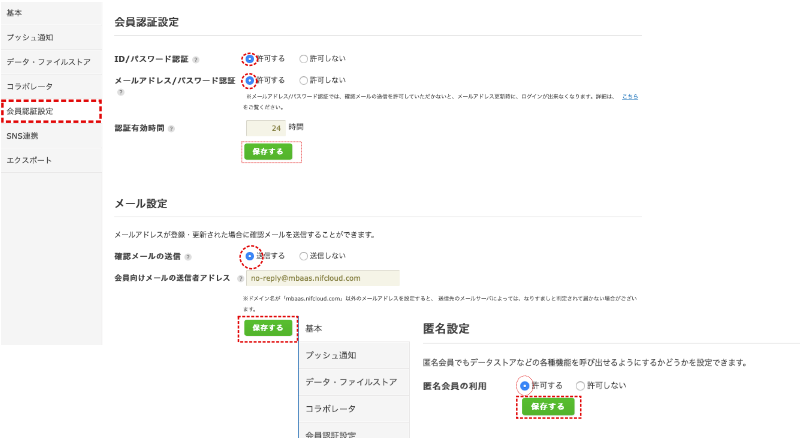 基本
プッシュ通知
データ・ファイルストア
コラボレータ
会員認証設定
SNS連携
エクスポート
会員認証設定
ID/パスワード認証 ? 許可する 許可しない
メールアドレス/パスワード認証 ? 許可する 許可しない
※メールアドレス/パスワード認証では、確認メールの送信を許可していただかないと、メールアドレス更新時に、ログインが出来なくなります。詳細は、 こちら
をご覧ください。
認証有効時間 ? 24 時間
保存する
メール設定
メールアドレスが登録・更新された場合に確認メールを送信することができます。
確認メールの送信 ? 送信する 送信しない
会員向けメールの送信者アドレス ? no-reply@mbaas.nifcloud.com
※ドメイン名が「mbaas.nifcloud.com」以外のメールアドレスを設定すると、 送信先のメールサーバによっては、なりすましと判定されて届かない場合がござい
ます。
保存する
基本
プッシュ通知
データ・ファイルストア
コラボレータ
会員認証設定
匿名設定
匿名会員でもデータストアなどの各種機能を呼び出せるようにするかどうかを設定できます。
匿名会員の利用 許可する 許可しない
保存する